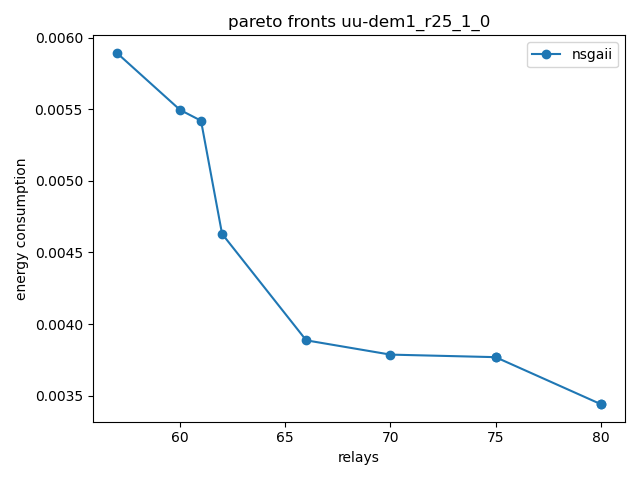 pareto fronts uu-dem1_r25_1_0
nsgaii
0.0060
0.0055
0.0050
0.0045
0.0040
0.0035
energy consumption
60
65
70
75
80
relays